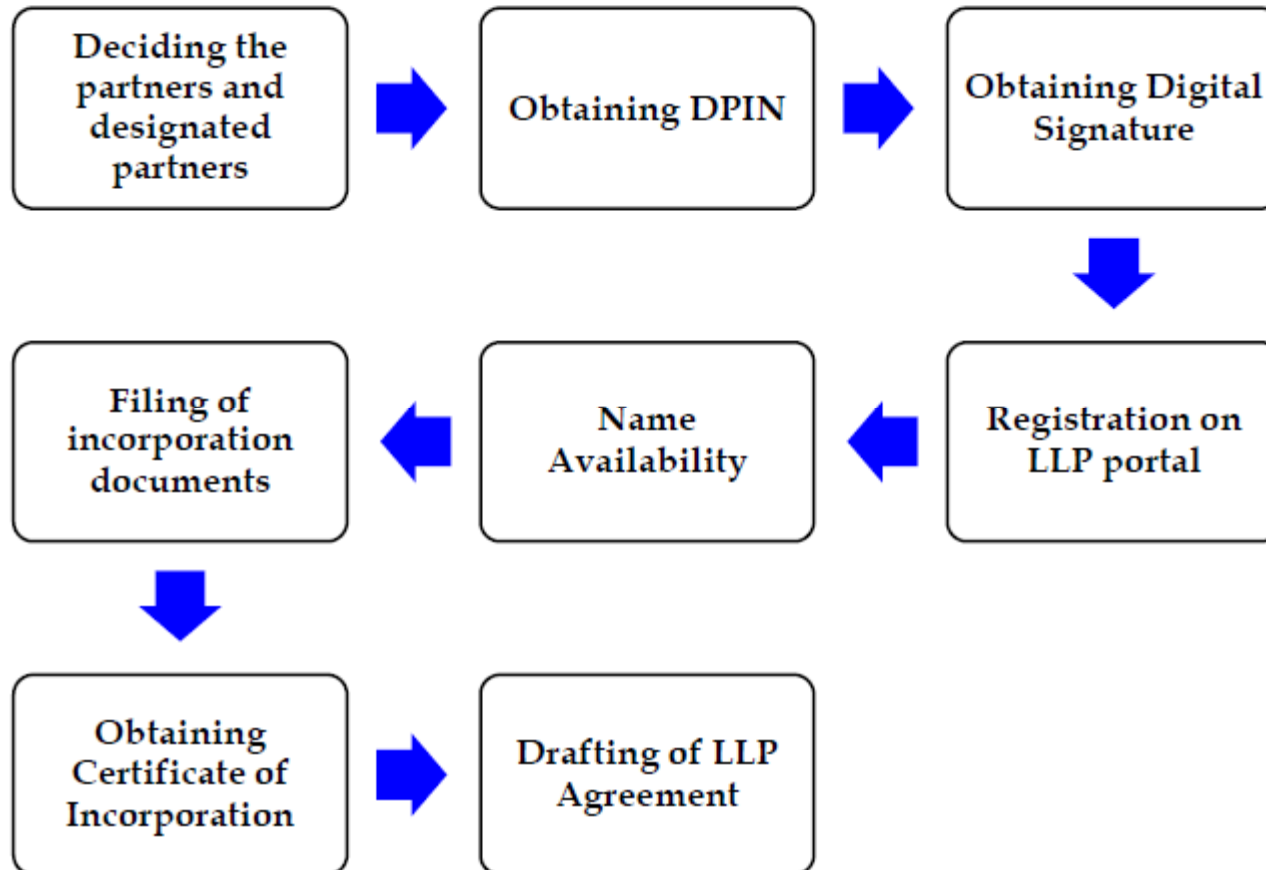 Deciding the
partners and
designated
partners
Obtaining DPIN
Obtaining Digital
Signature
Registration on
LLP portal
Name
Availability
Filing of
incorporation
documents
Obtaining
Certificate of
Incorporation
Drafting of LLP
Agreement